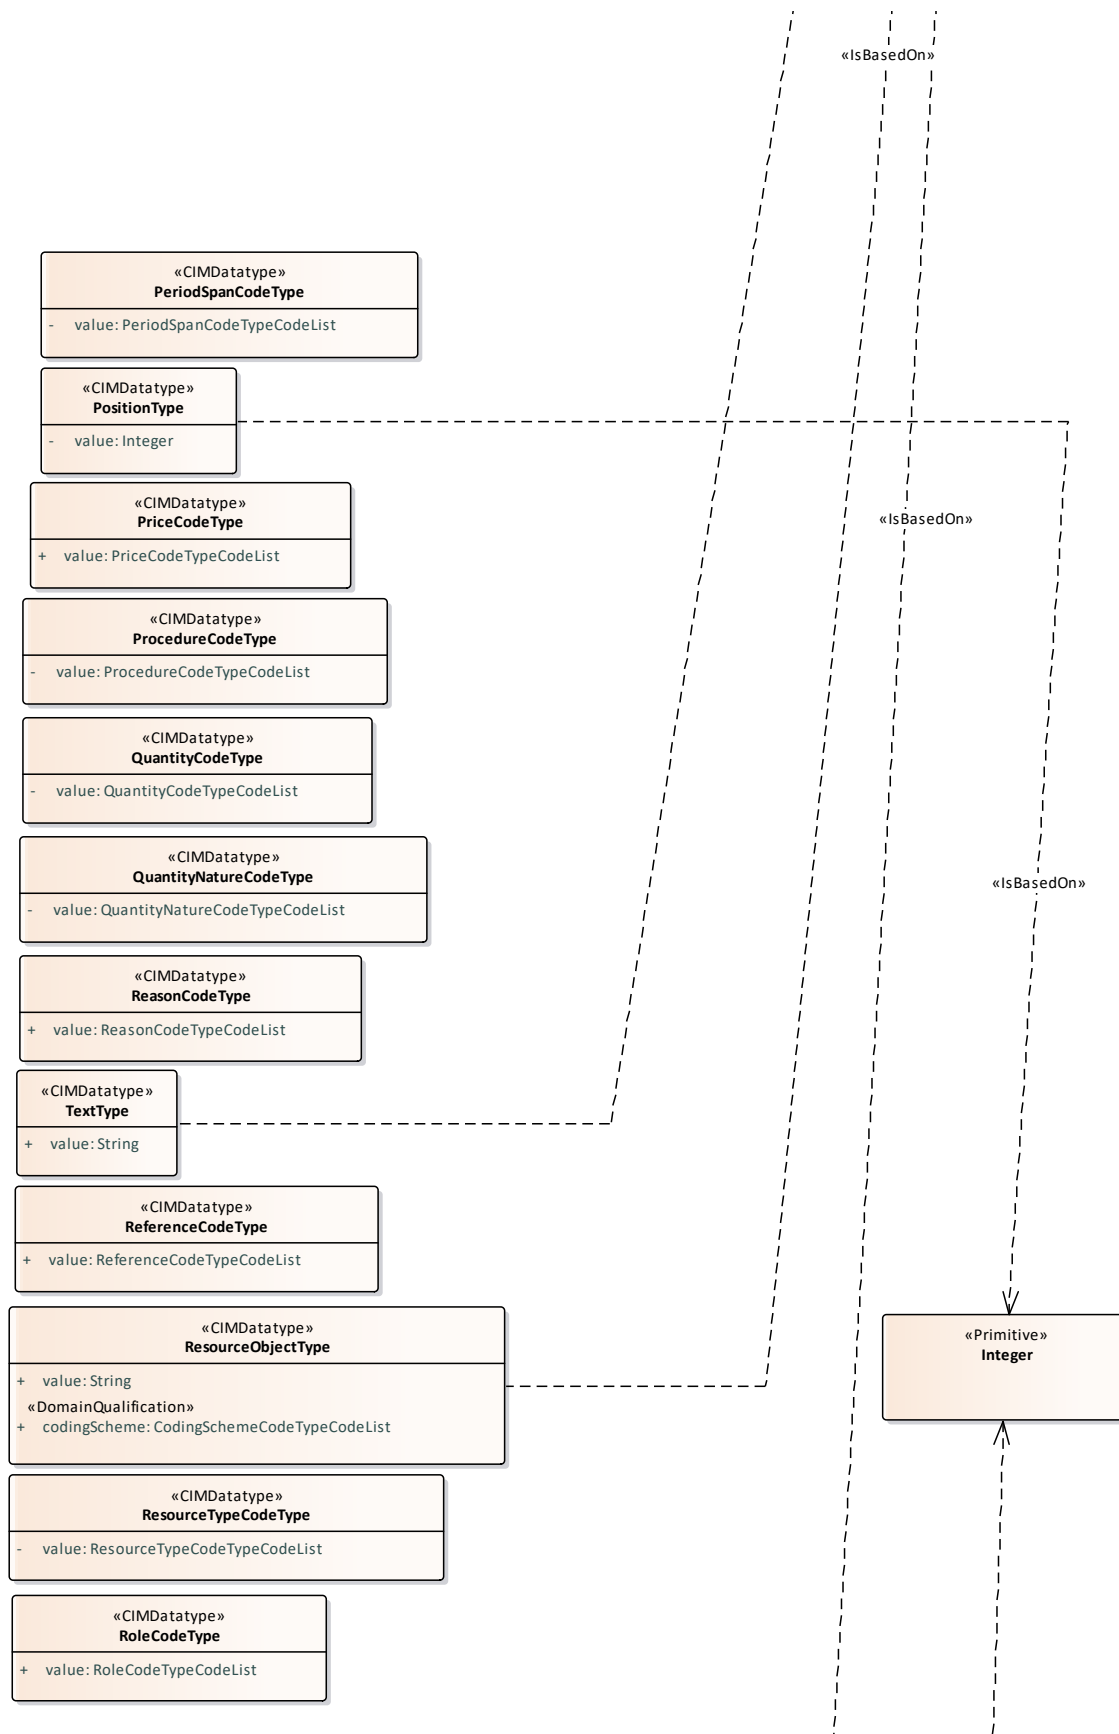 «IsBasedOn»
«CIMDatatype»
PeriodSpanCodeType
- value: PeriodSpanCodeTypeCodeList
«CIMDatatype»
PositionType
- value: Integer
«CIMDatatype»
PriceCodeType
+ value: PriceCodeTypeCodeList
«IsBasedOn»
«CIMDatatype»
ProcedureCodeType
- value: ProcedureCodeTypeCodeList
«CIMDatatype»
QuantityCodeType
- value: QuantityCodeTypeCodeList
«CIMDatatype»
QuantityNatureCodeType
- value: QuantityNatureCodeTypeCodeList
«IsBasedOn»
«CIMDatatype»
ReasonCodeType
+ value: ReasonCodeTypeCodeList
«CIMDatatype»
TextType
+ value: String
«CIMDatatype»
ReferenceCodeType
+ value: ReferenceCodeTypeCodeList
«CIMDatatype»
ResourceObjectType
+ value: String
«DomainQualification»
+ codingScheme: CodingSchemeCodeTypeCodeList
«Primitive»
Integer
«CIMDatatype»
ResourceTypeCodeType
- value: ResourceTypeCodeTypeCodeList
«CIMDatatype»
RoleCodeType
+ value: RoleCodeTypeCodeList